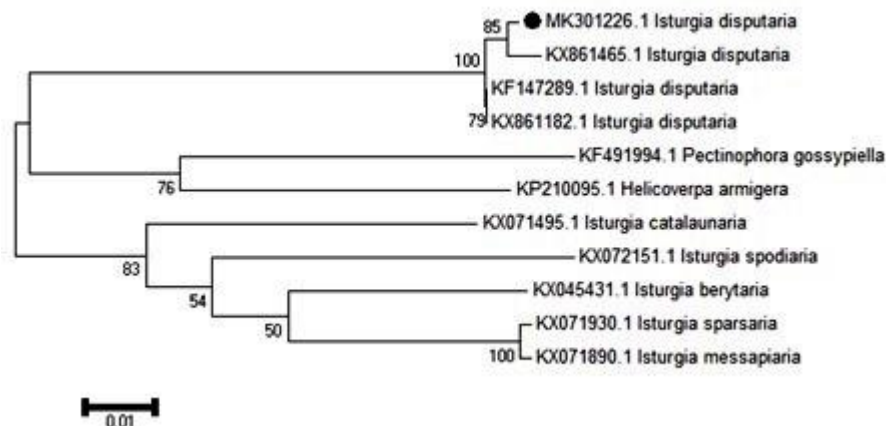 85 MK301226.1 Isturgia disputaria
KX861465.1 Isturgia disputaria
100
KF147289.1 Isturgia disputaria
79 KX861182.1 Isturgia disputaria
KF491994.1 Pectinophora gossypiella
76
KP210095.1 Helicoverpa armigera
KX071495.1 Isturgia catalaunaria
83
KX072151.1 Isturgia spodiaria
54
KX045431.1 Isturgia berytaria
50
KX071930.1 Isturgia sparsaria
100 KX071890.1 Isturgia messapiaria
0.01